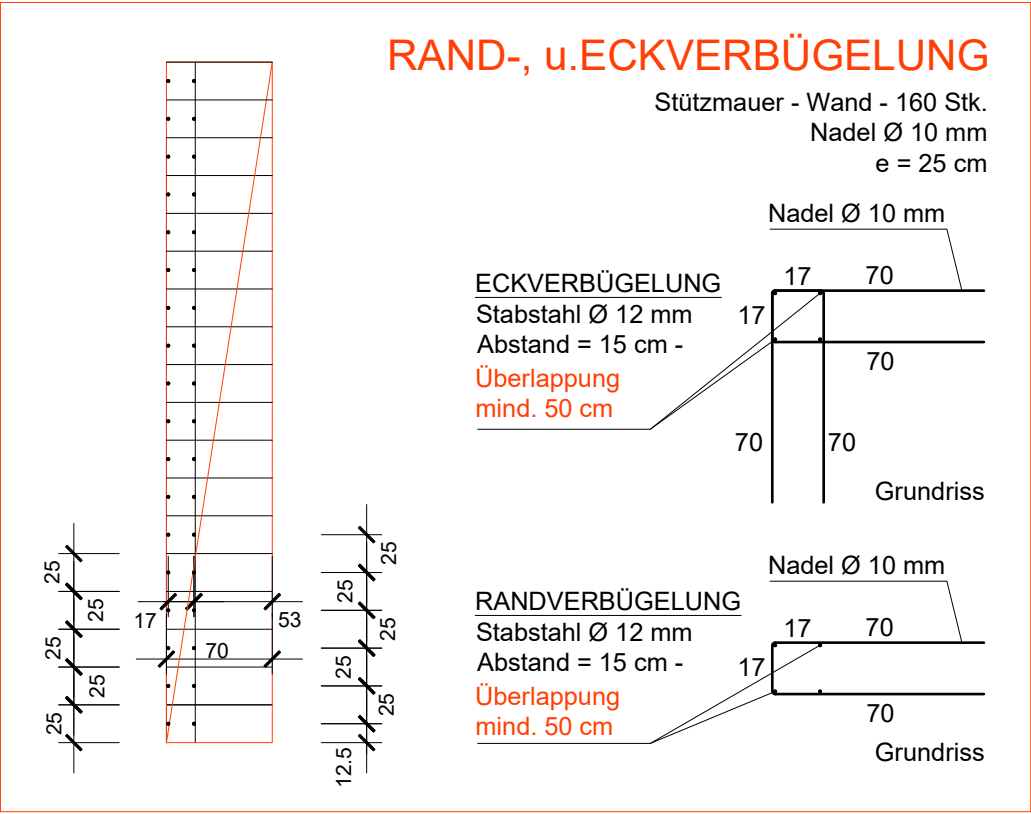 RAND-, u.ECKVERBÜGELUNG
Stützmauer - Wand - 160 Stk.
Nadel Ø 10 mm
e = 25 cm
Nadel Ø 10 mm
17 70
ECKVERBÜGELUNG
Stabstahl Ø 12 mm
Abstand = 15 cm -
Überlappung
mind. 50 cm
17
70
70 70
Grundriss
Nadel Ø 10 mm
RANDVERBÜGELUNG
Stabstahl Ø 12 mm
Abstand = 15 cm -
Überlappung
mind. 50 cm
17 70
17
70
Grundriss
25
25
25
25
25
17
53
70
25
25
25
25
25
12.5